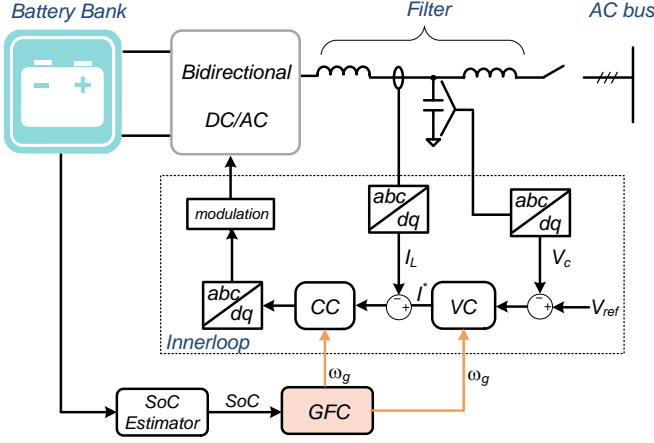 Battery Bank
Filter
AC bus
Bidirectional
DC/AC
modulation
abc
dq
abc
dq
I_L
V_c
abc
dq
CC
I*
VC
V_ref
Innerloop
ω_g
ω_g
SoC
Estimator
SoC
GFC